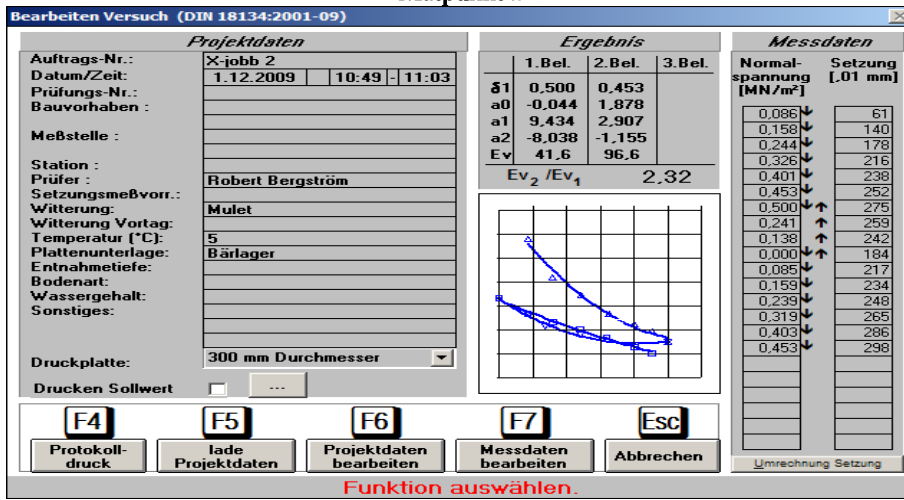 Bearbeiten Versuch (DIN 18134:2001-09)
Projektdaten
Auftrags-Nr.: X-jobb 2
Datum/Zeit: 1.12.2009 10:49 - 11:03
Prüfungs-Nr.:
Bauvorhaben :
Meßstelle :
Station :
Prüfer : Robert Bergström
Setzungsmeßvorr.:
Witterung: Mulet
Witterung Vortag:
Temperatur (°C): 5
Plattenunterlage: Bärlager
Entnahmetiefe:
Bodenart:
Wassergehalt:
Sonstiges:
Druckplatte: 300 mm Durchmesser
Drucken Sollwert ...
Ergebnis
1.Bel. 2.Bel. 3.Bel.
δ1 0,500 0,453
a0 -0,044 1,878
a1 9,434 2,907
a2 -8,038 -1,155
Ev 41,6 96,6
Ev2 /Ev1 2,32
Messdaten
Normal- Setzung
spannung [,01 mm]
[MN/m²]
0,086 61
0,158 140
0,244 178
0,326 216
0,401 238
0,453 252
0,500 275
0,241 259
0,138 242
0,000 184
0,085 217
0,159 234
0,239 248
0,319 265
0,403 286
0,453 298
Umrechnung Setzung
F4 F5 F6 F7 Esc
Protokoll- lade Projektdaten Messdaten Abbrechen
druck Projektdaten bearbeiten bearbeiten
Funktion auswählen.